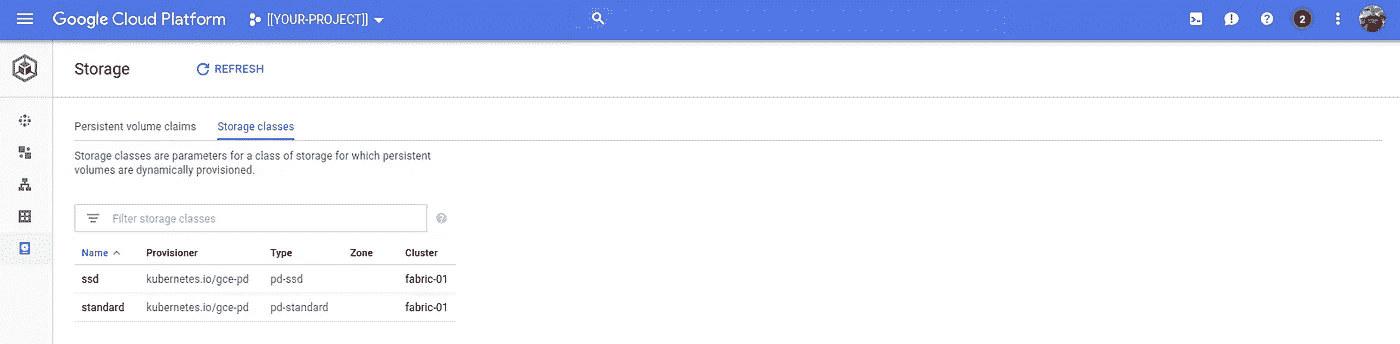 Google Cloud Platform [[YOUR-PROJECT]] 2
Storage REFRESH
Persistent volume claims Storage classes
Storage classes are parameters for a class of storage for which persistent
volumes are dynamically provisioned.
Filter storage classes
Name Provisioner Type Zone Cluster
ssd kubernetes.io/gce-pd pd-ssd fabric-01
standard kubernetes.io/gce-pd pd-standard fabric-01